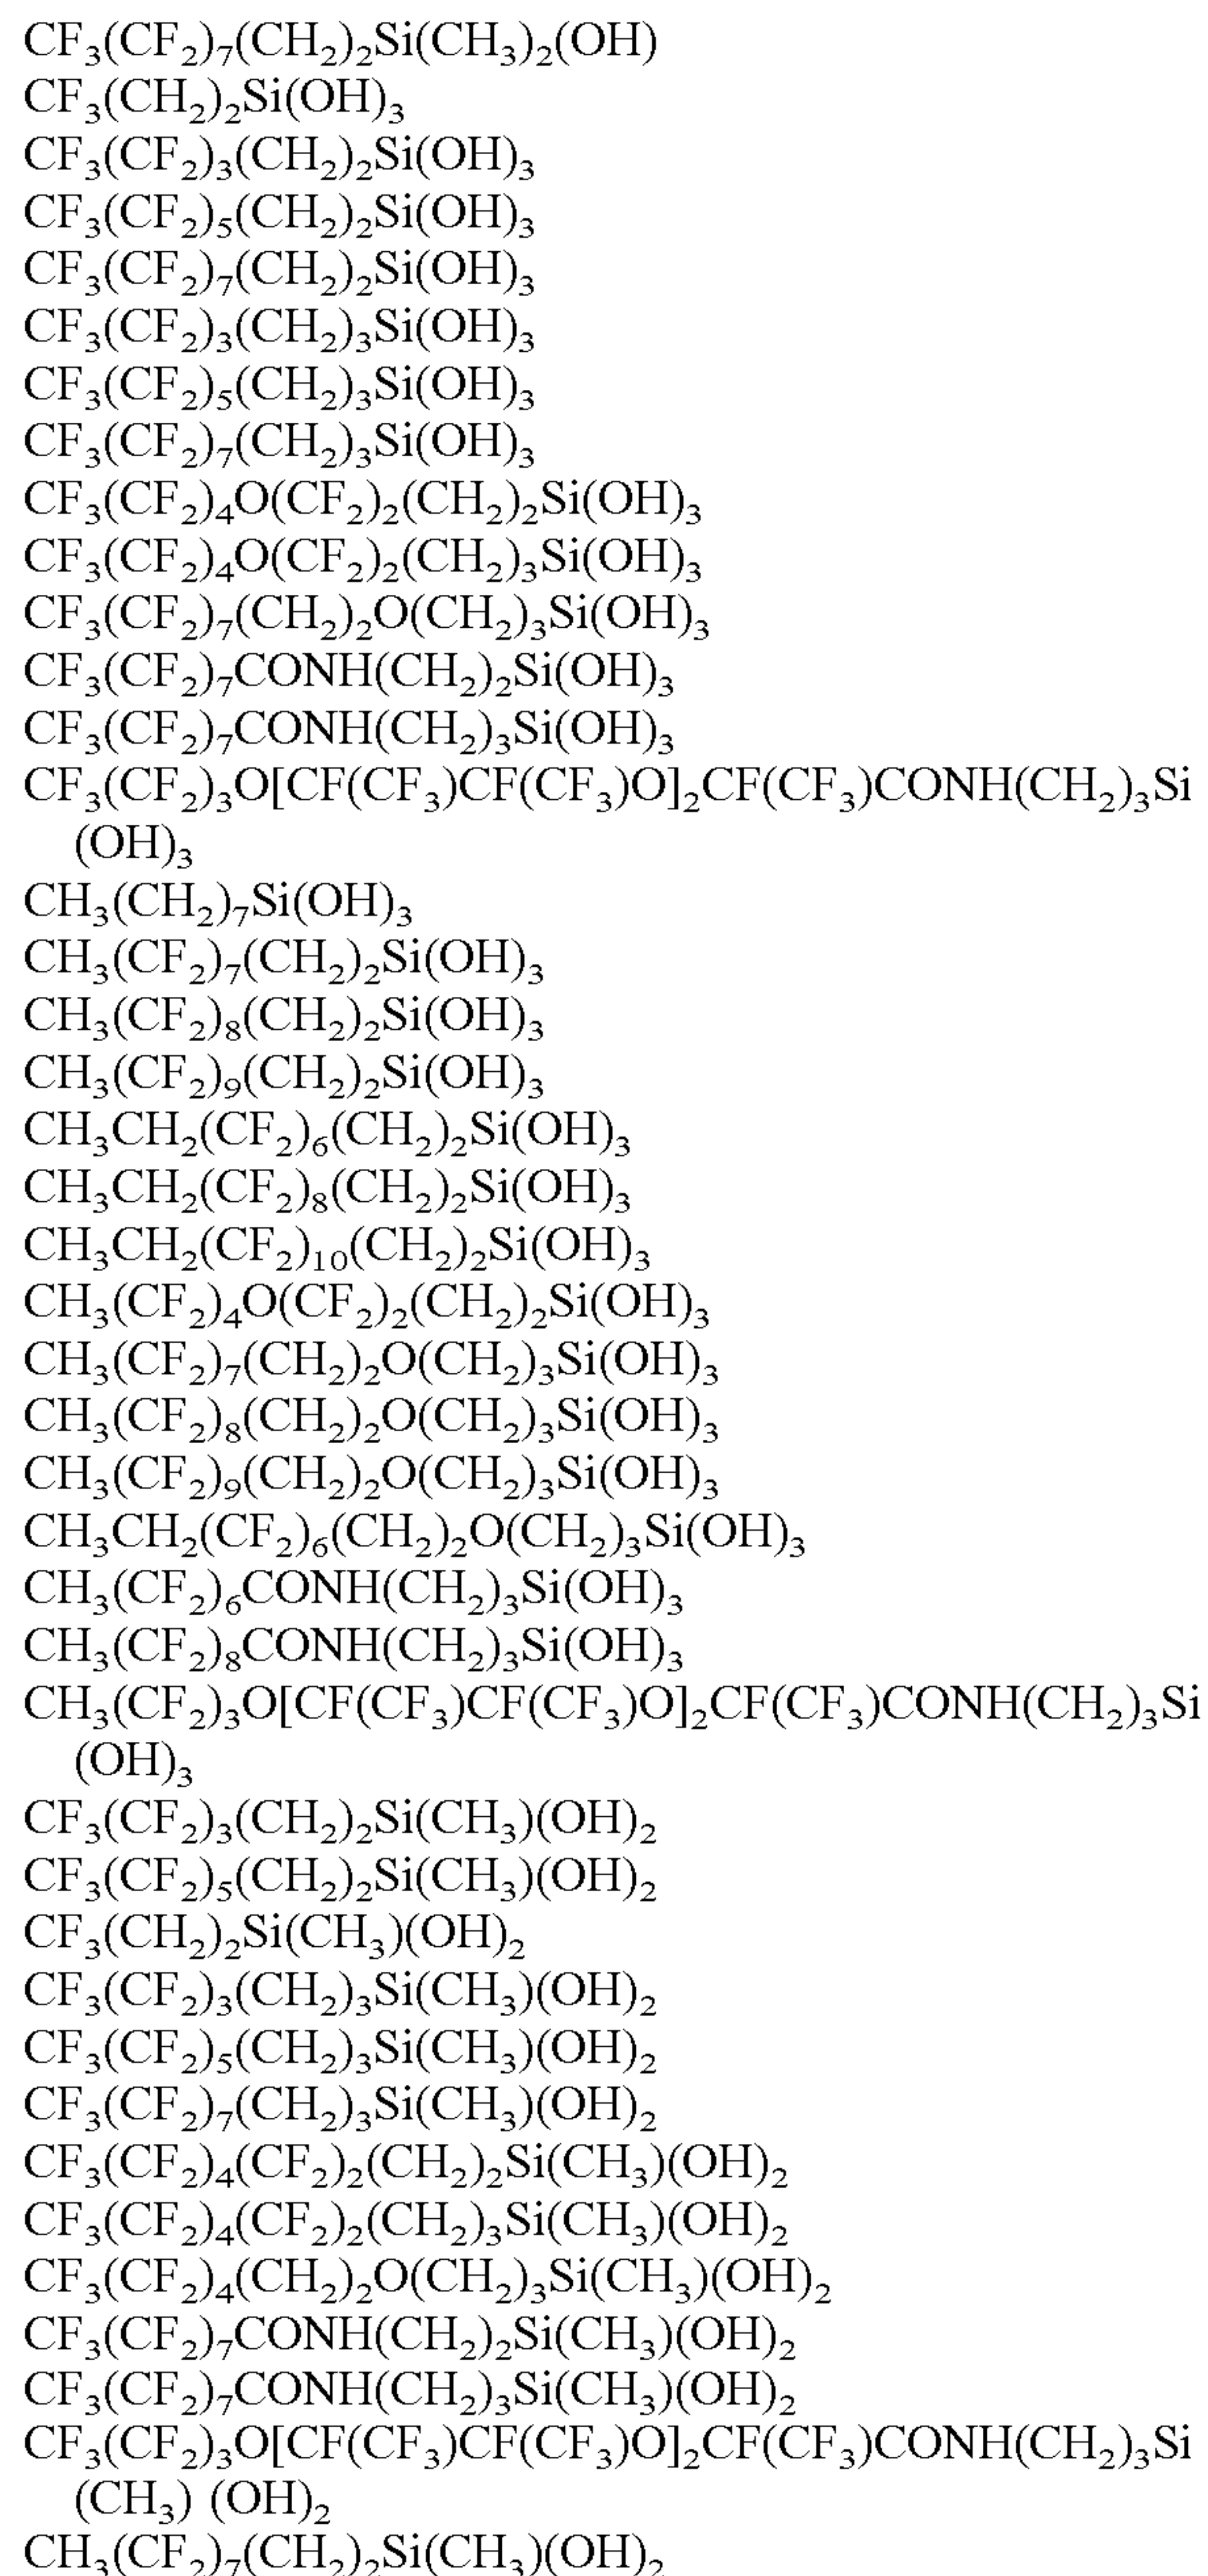 CF₃(CF₂)₇(CH₂)₂Si(CH₃)₂(OH)
CF₃(CH₂)₂Si(OH)₃
CF₃(CF₂)₃(CH₂)₂Si(OH)₃
CF₃(CF₂)₅(CH₂)₂Si(OH)₃
CF₃(CF₂)₇(CH₂)₂Si(OH)₃
CF₃(CF₂)₃(CH₂)₃Si(OH)₃
CF₃(CF₂)₅(CH₂)₃Si(OH)₃
CF₃(CF₂)₇(CH₂)₃Si(OH)₃
CF₃(CF₂)₄O(CF₂)₂(CH₂)₂Si(OH)₃
CF₃(CF₂)₄O(CF₂)₂(CH₂)₃Si(OH)₃
CF₃(CF₂)₇(CH₂)₂O(CH₂)₃Si(OH)₃
CF₃(CF₂)₇CONH(CH₂)₂Si(OH)₃
CF₃(CF₂)₇CONH(CH₂)₃Si(OH)₃
CF₃(CF₂)₃O[CF(CF₃)CF(CF₃)O]₂CF(CF₃)CONH(CH₂)₃Si
(OH)₃
CH₃(CH₂)₇Si(OH)₃
CH₃(CF₂)₇(CH₂)₂Si(OH)₃
CH₃(CF₂)₈(CH₂)₂Si(OH)₃
CH₃(CF₂)₉(CH₂)₂Si(OH)₃
CH₃CH₂(CF₂)₆(CH₂)₂Si(OH)₃
CH₃CH₂(CF₂)₈(CH₂)₂Si(OH)₃
CH₃CH₂(CF₂)₁₀(CH₂)₂Si(OH)₃
CH₃(CF₂)₄O(CF₂)₂(CH₂)₂Si(OH)₃
CH₃(CF₂)₇(CH₂)₂O(CH₂)₃Si(OH)₃
CH₃(CF₂)₈(CH₂)₂O(CH₂)₃Si(OH)₃
CH₃(CF₂)₉(CH₂)₂O(CH₂)₃Si(OH)₃
CH₃CH₂(CF₂)₆(CH₂)₂O(CH₂)₃Si(OH)₃
CH₃(CF₂)₆CONH(CH₂)₃Si(OH)₃
CH₃(CF₂)₈CONH(CH₂)₃Si(OH)₃
CH₃(CF₂)₃O[CF(CF₃)CF(CF₃)O]₂CF(CF₃)CONH(CH₂)₃Si
(OH)₃
CF₃(CF₂)₃(CH₂)₂Si(CH₃)(OH)₂
CF₃(CF₂)₅(CH₂)₂Si(CH₃)(OH)₂
CF₃(CH₂)₂Si(CH₃)(OH)₂
CF₃(CF₂)₃(CH₂)₃Si(CH₃)(OH)₂
CF₃(CF₂)₅(CH₂)₃Si(CH₃)(OH)₂
CF₃(CF₂)₇(CH₂)₃Si(CH₃)(OH)₂
CF₃(CF₂)₄(CF₂)₂(CH₂)₂Si(CH₃)(OH)₂
CF₃(CF₂)₄(CF₂)₂(CH₂)₃Si(CH₃)(OH)₂
CF₃(CF₂)₄(CH₂)₂O(CH₂)₃Si(CH₃)(OH)₂
CF₃(CF₂)₇CONH(CH₂)₂Si(CH₃)(OH)₂
CF₃(CF₂)₇CONH(CH₂)₃Si(CH₃)(OH)₂
CF₃(CF₂)₃O[CF(CF₃)CF(CF₃)O]₂CF(CF₃)CONH(CH₂)₃Si
(CH₃) (OH)₂
CH₃(CF₂)₇(CH₂)₂Si(CH₃)(OH)₂